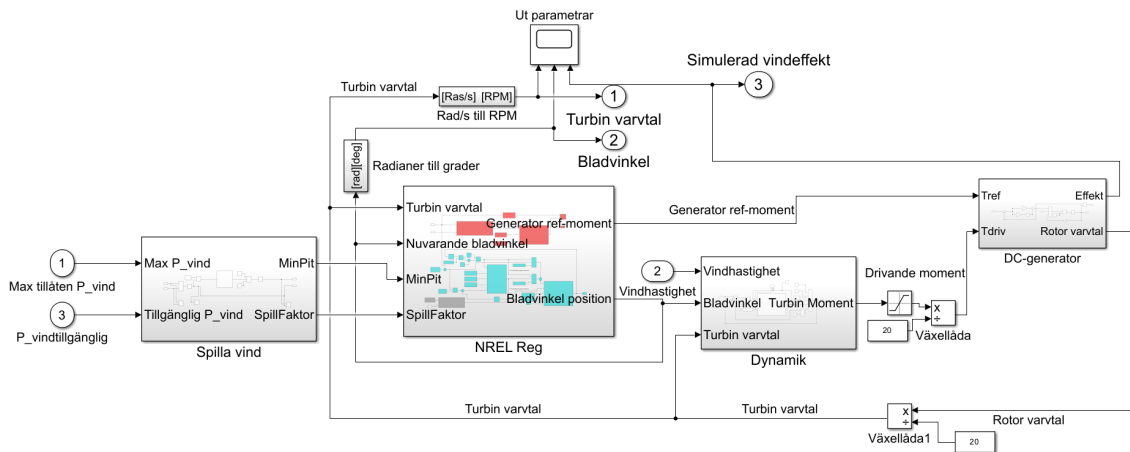 Ut parametrar
Simulerad vindeffekt
3
Turbin varvtal
[Ras/s] [RPM]
1
Rad/s till RPM
Turbin varvtal
2
Bladvinkel
[rad][deg]
Radianer till grader
Turbin varvtal
Generator ref-moment
Generator ref-moment
Tref
Effekt
Nuvarande bladvinkel
Tdriv
Rotor varvtal
DC-generator
1
Max P_vind
MinPit
Max tillåten P_vind
MinPit
2
Vindhastighet
Vindhastighet
Drivande moment
Bladvinkel position
Bladvinkel
Turbin Moment
3
Tillgänglig P_vind
SpillFaktor
SpillFaktor
P_vindtillgänglig
x
÷
20
Växellåda
Turbin varvtal
Spilla vind
NREL Reg
Dynamik
Turbin varvtal
Turbin varvtal
x
÷
Rotor varvtal
Växellåda1
20